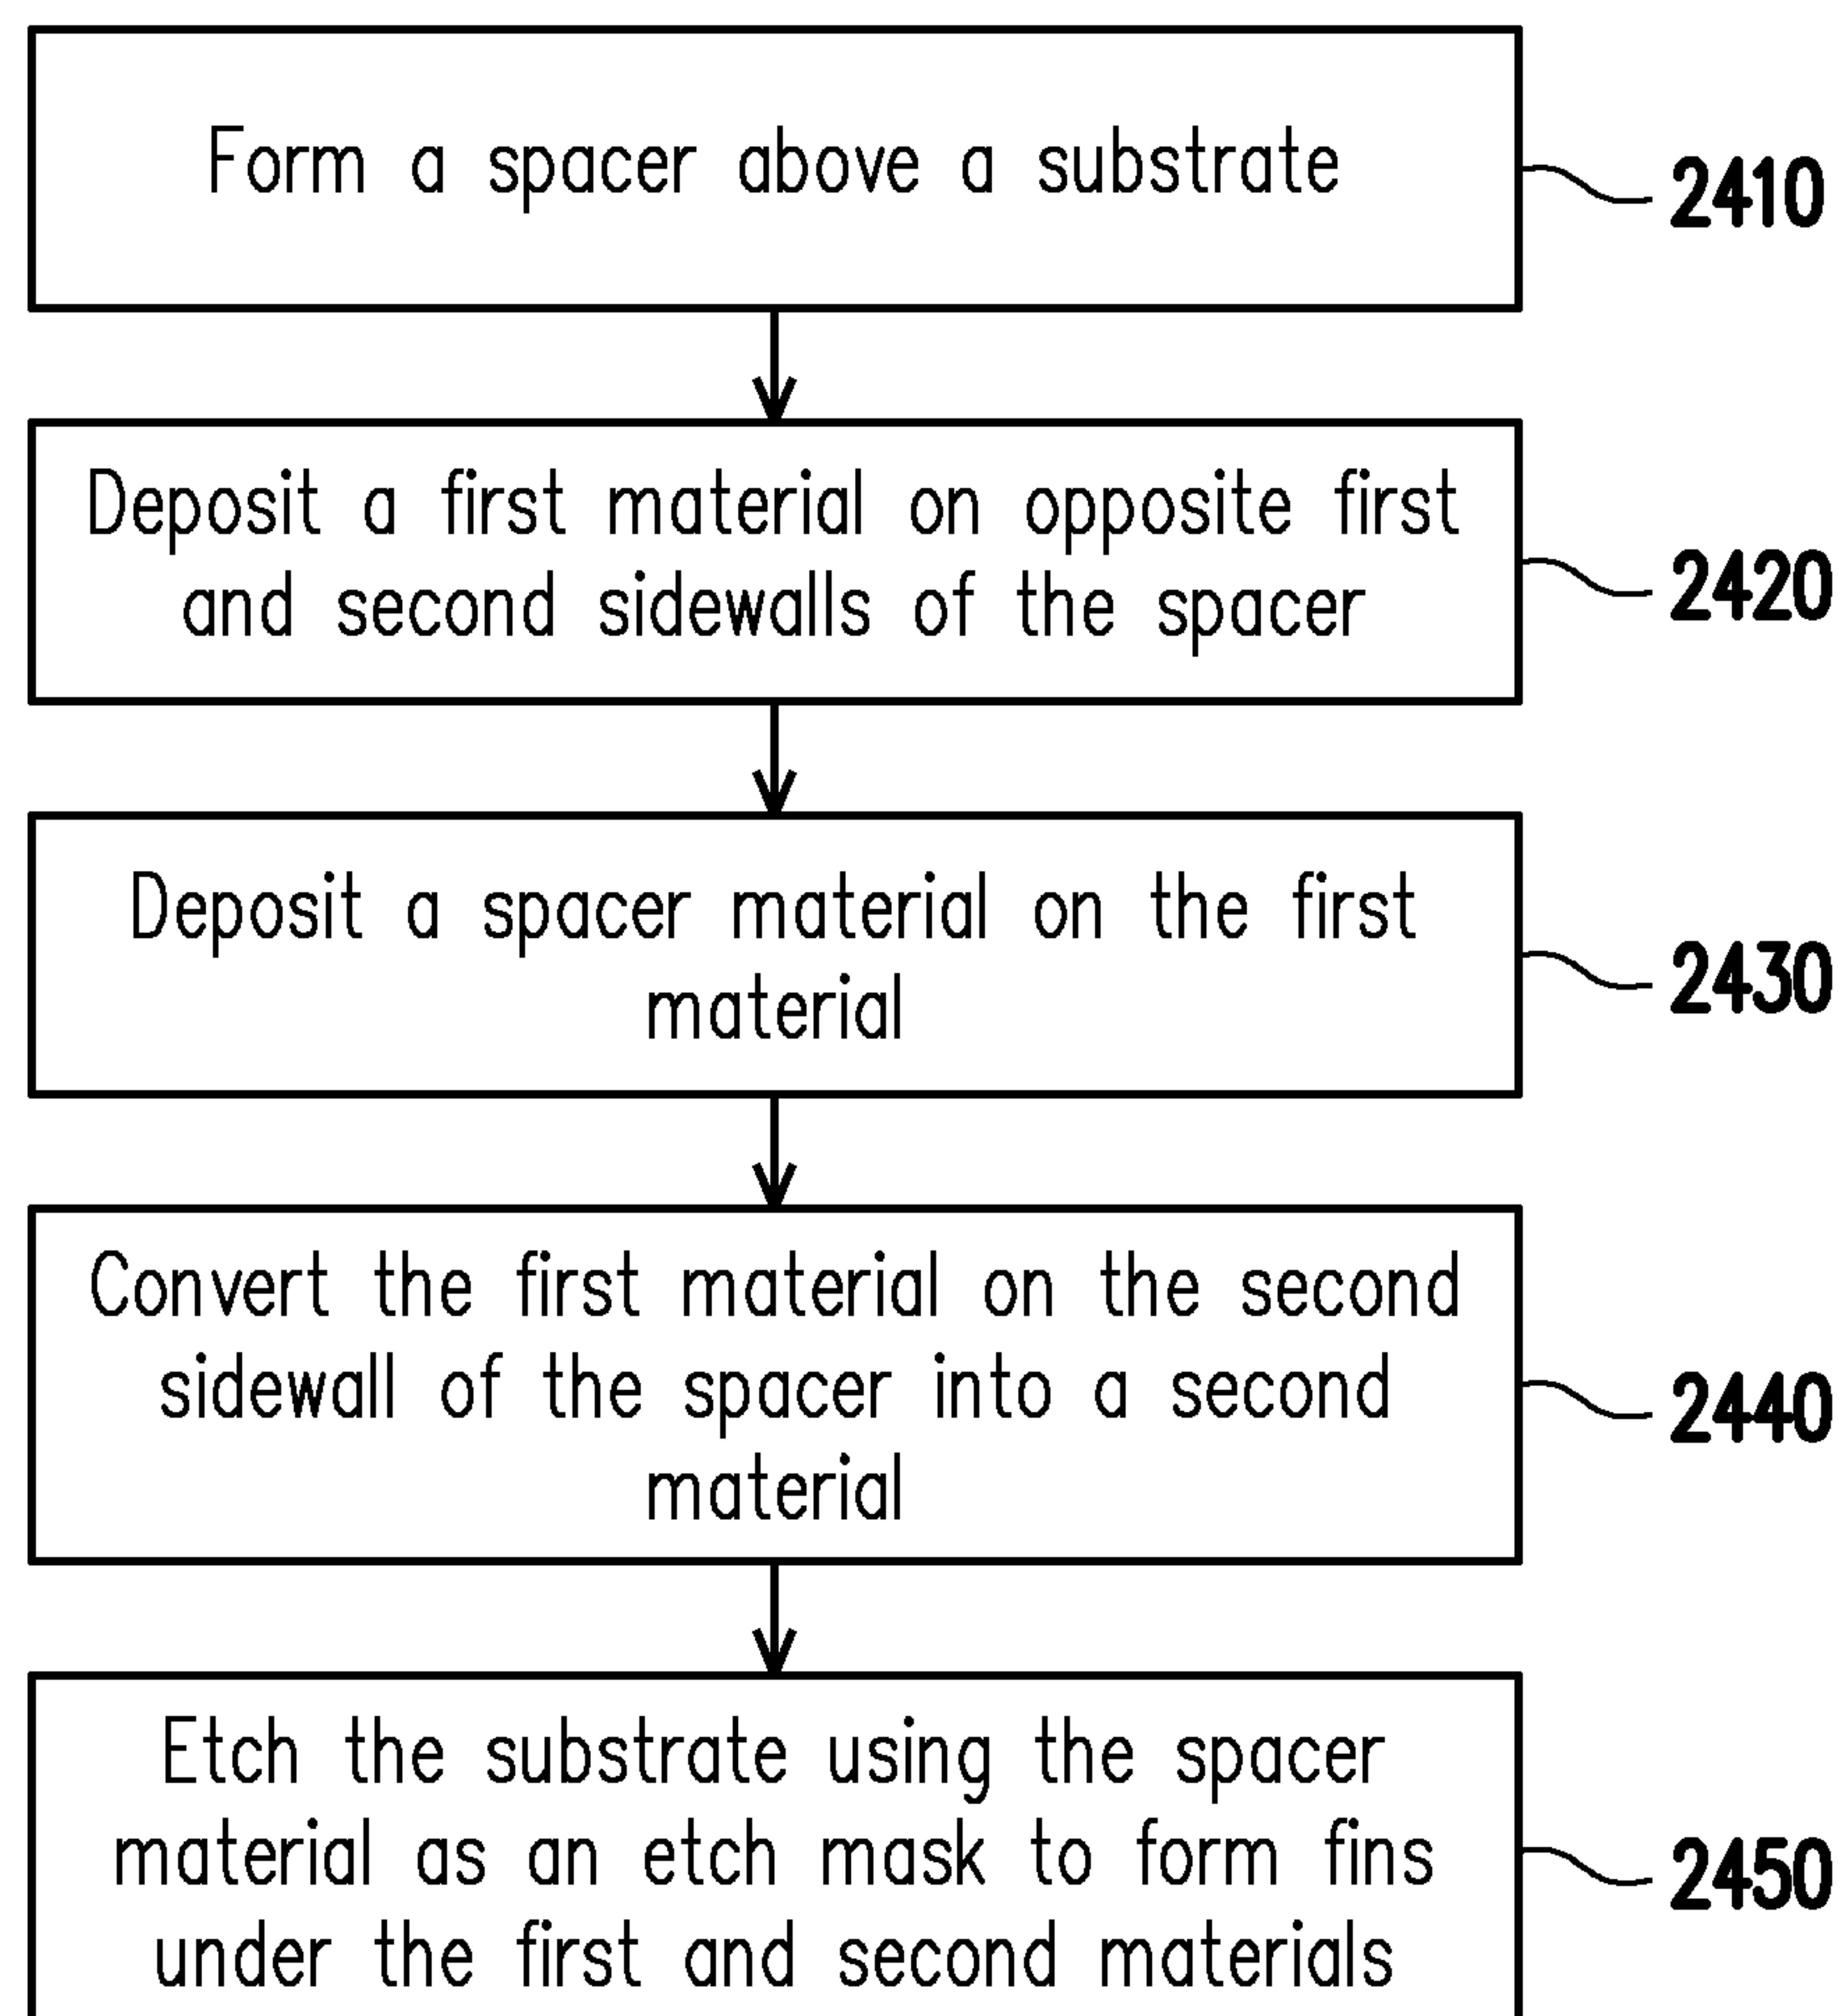 Form a spacer above a substrate
2410
Deposit a first material on opposite first
and second sidewalls of the spacer
2420
Deposit a spacer material on the first
material
2430
Convert the first material on the second
sidewall of the spacer into a second
material
2440
Etch the substrate using the spacer
material as an etch mask to form fins
under the first and second materials
2450